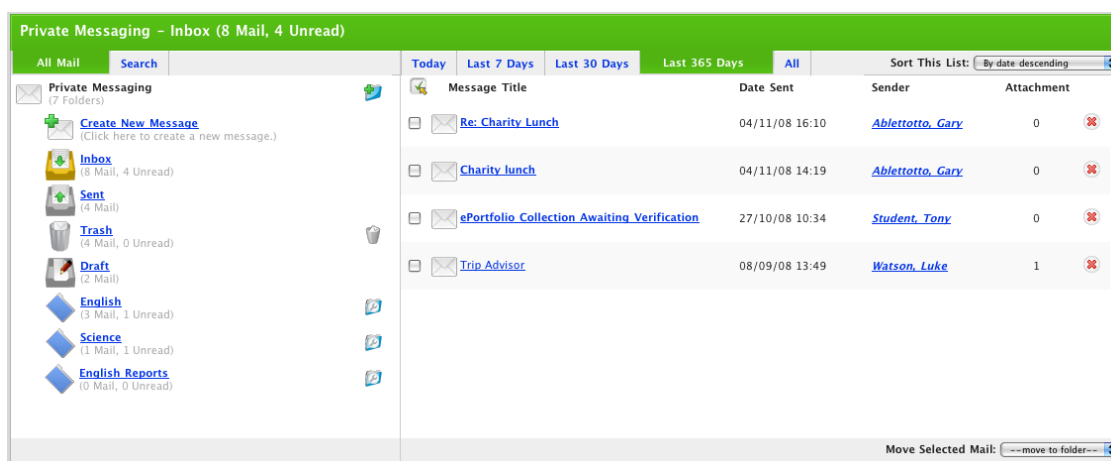 Private Messaging – Inbox (8 Mail, 4 Unread)
All Mail Search
Today Last 7 Days Last 30 Days Last 365 Days All Sort This List: By date descending
Private Messaging
(7 Folders)
Create New Message
(Click here to create a new message.)
Inbox
(8 Mail, 4 Unread)
Sent
(4 Mail)
Trash
(4 Mail, 0 Unread)
Draft
(2 Mail)
English
(3 Mail, 1 Unread)
Science
(1 Mail, 1 Unread)
English Reports
(0 Mail, 0 Unread)
Message Title Date Sent Sender Attachment
Re: Charity Lunch 04/11/08 16:10 Ablettotto, Gary 0
Charity lunch 04/11/08 14:19 Ablettotto, Gary 0
ePortfolio Collection Awaiting Verification 27/10/08 10:34 Student, Tony 0
Trip Advisor 08/09/08 13:49 Watson, Luke 1
Move Selected Mail: --move to folder--